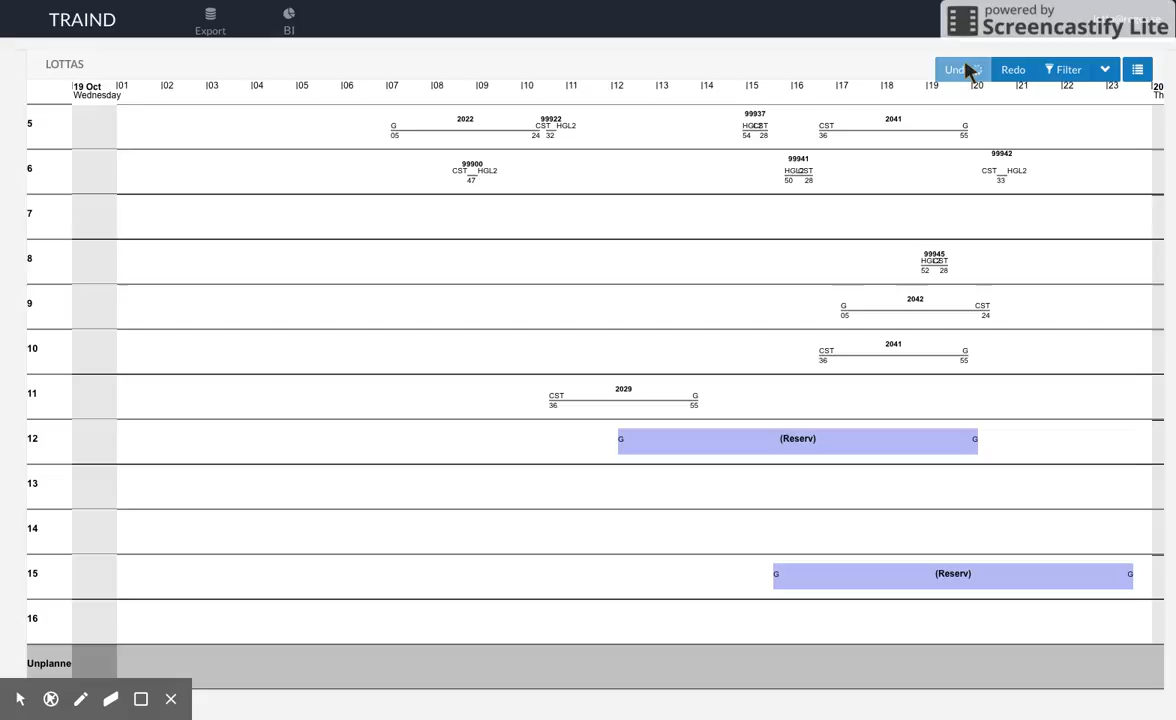 TRAIND
Export
BI
powered by
Screencastify Lite
LOTTAS
Redo
Filter
19 Oct |01 |02 |03 |04 |05 |06 |07 |08 |09 |10 |11 |12 |13 |14 |15 |16 |17 |18 |19 |20 |21 |22 |23 20
Wednesday Th
5
2022 99922 99937 2041
G CST HGL2 CST G
05 24 32 54 28 36 55
6
99900 99941 99942
CST HGL2 CST HGL2
47 50 28 33
7
8
99945
52 28
9
2042
G CST
05 24
10
2041
CST G
36 55
11
2029
CST G
36 55
12
G (Reserv) G
13
14
15
G (Reserv) G
16
Unplanne